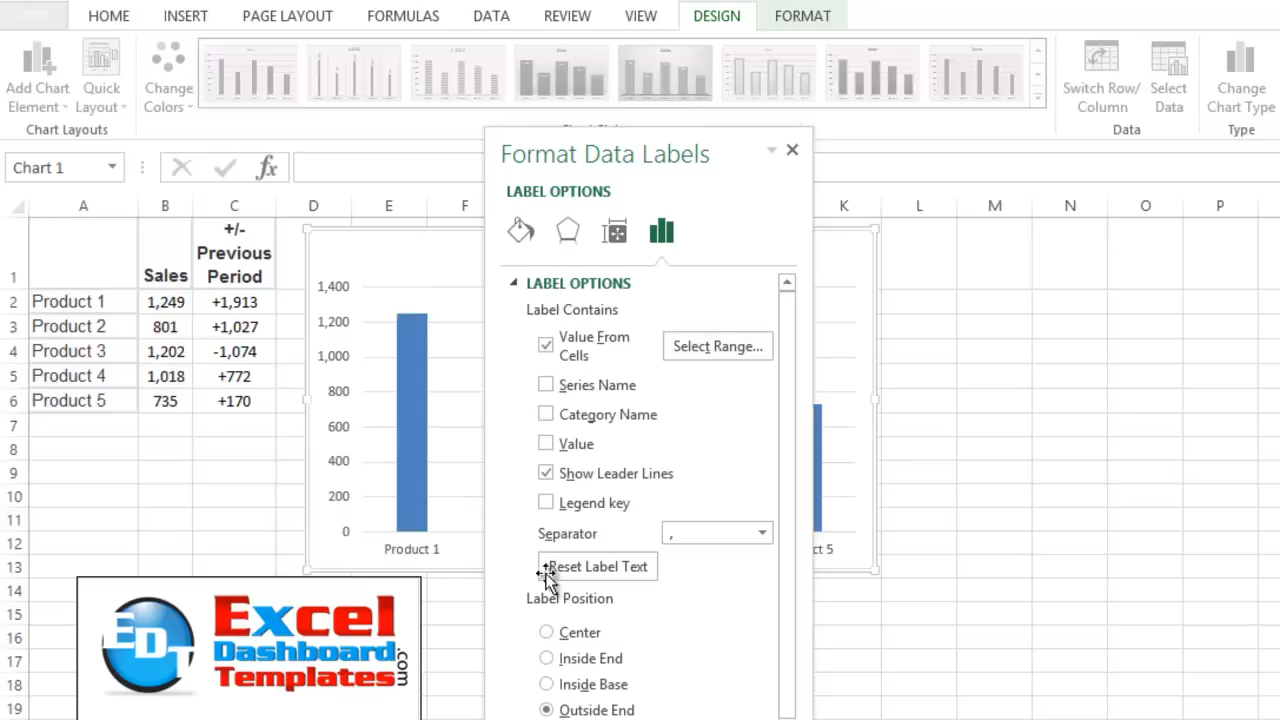 HOME INSERT PAGE LAYOUT FORMULAS DATA REVIEW VIEW DESIGN FORMAT
Add Chart
Element
Quick
Layout
Change
Colors
Switch Row/
Column
Select
Data
Change
Chart Type
Chart Layouts
Data
Type
Chart 1
fx
Format Data Labels
LABEL OPTIONS
A B C D E F K L M N O P
1 Sales +/-
Previous
Period
2 Product 1 1,249 +1,913
3 Product 2 801 +1,027
4 Product 3 1,202 -1,074
5 Product 4 1,018 +772
6 Product 5 735 +170
7
8
9
10
11
12
13
14
15
16
17
18
19
1,400
1,200
1,000
800
600
400
200
0
Product 1
ct 5
LABEL OPTIONS
Label Contains
Value From
Cells
Select Range...
Series Name
Category Name
Value
Show Leader Lines
Legend key
Separator ,
Reset Label Text
Label Position
Center
Inside End
Inside Base
Outside End
EDT
Excel
Dashboard
Templates
.com